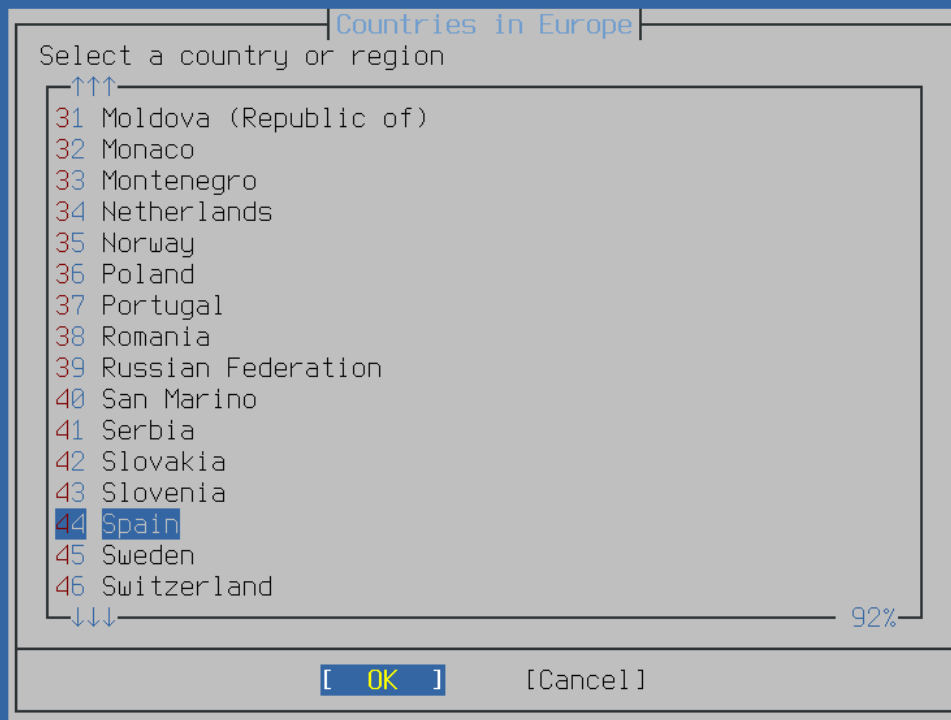 Countries in Europe
Select a country or region
↑↑↑
31 Moldova (Republic of)
32 Monaco
33 Montenegro
34 Netherlands
35 Norway
36 Poland
37 Portugal
38 Romania
39 Russian Federation
40 San Marino
41 Serbia
42 Slovakia
43 Slovenia
44 Spain
45 Sweden
46 Switzerland
↓↓↓ 92%
[ OK ] [Cancel]